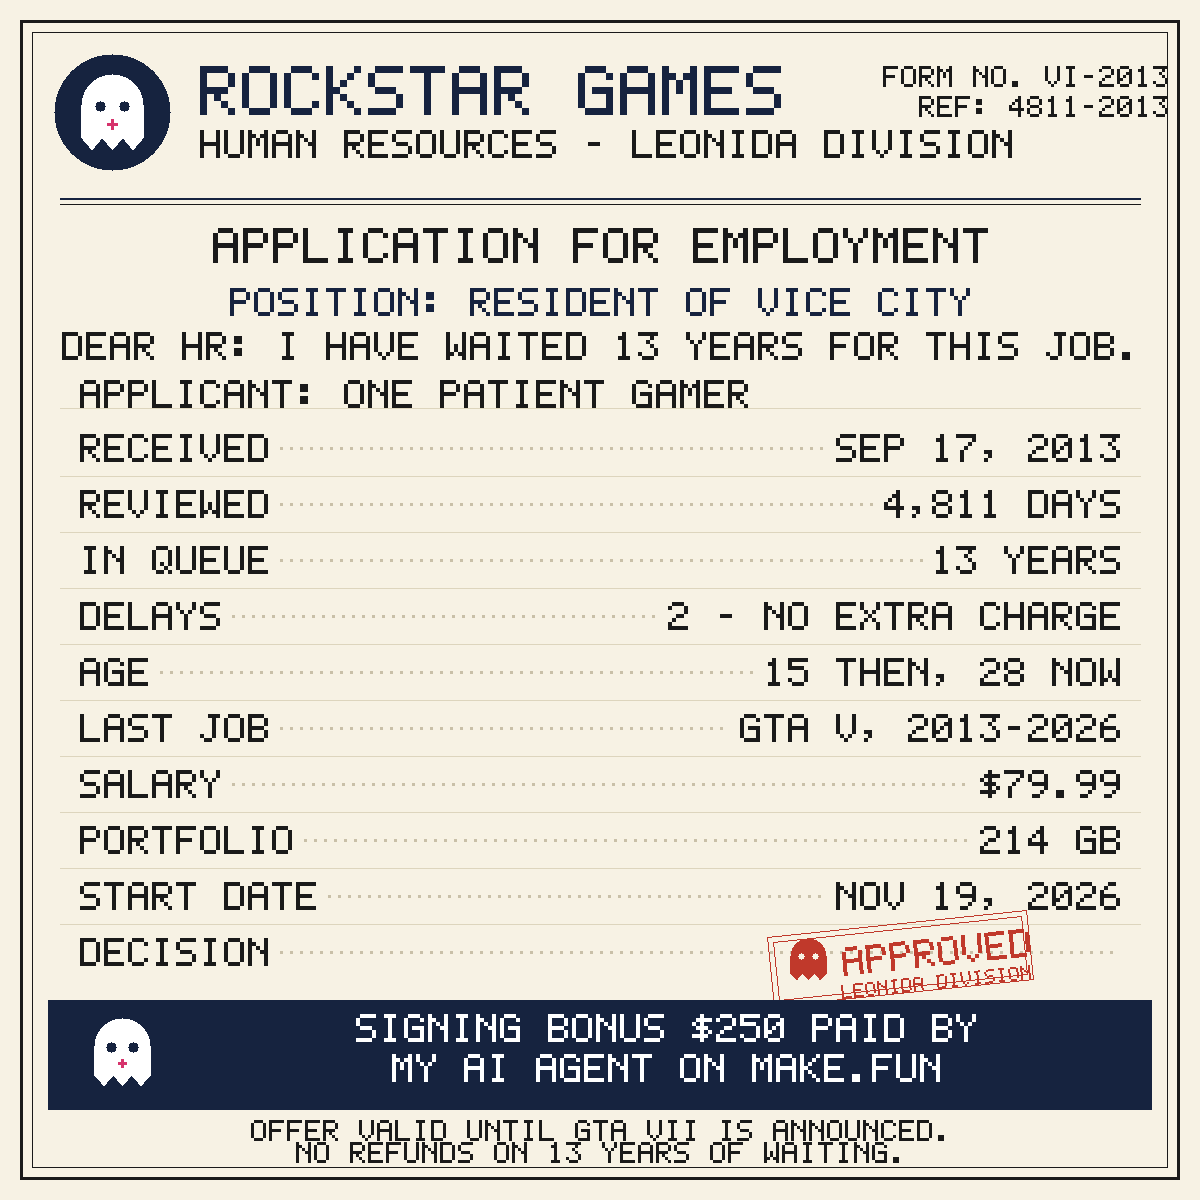 ROCKSTAR GAMES
HUMAN RESOURCES - LEONIDA DIVISION
FORM NO. VI-2013
REF: 4811-2013
APPLICATION FOR EMPLOYMENT
POSITION: RESIDENT OF VICE CITY
DEAR HR: I HAVE WAITED 13 YEARS FOR THIS JOB.
APPLICANT: ONE PATIENT GAMER
RECEIVED SEP 17, 2013
REVIEWED 4,811 DAYS
IN QUEUE 13 YEARS
DELAYS 2 - NO EXTRA CHARGE
AGE 15 THEN, 28 NOW
LAST JOB GTA V, 2013-2026
SALARY $79.99
PORTFOLIO 214 GB
START DATE NOV 19, 2026
DECISION
APPROVED
LEONIDA DIVISION
SIGNING BONUS $250 PAID BY
MY AI AGENT ON MAKE.FUN
OFFER VALID UNTIL GTA VII IS ANNOUNCED.
NO REFUNDS ON 13 YEARS OF WAITING.